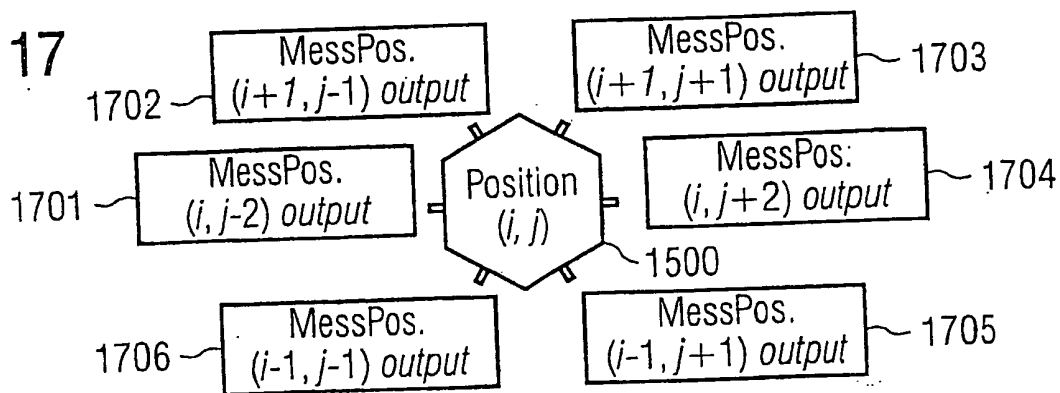 17
MessPos.
(i+1, j-1) output
1702
MessPos.
(i+1, j+1) output
1703
MessPos.
(i, j-2) output
1701
Position
(i, j)
MessPos:
(i, j+2) output
1704
1500
MessPos.
(i-1, j-1) output
1706
MessPos.
(i-1, j+1) output
1705